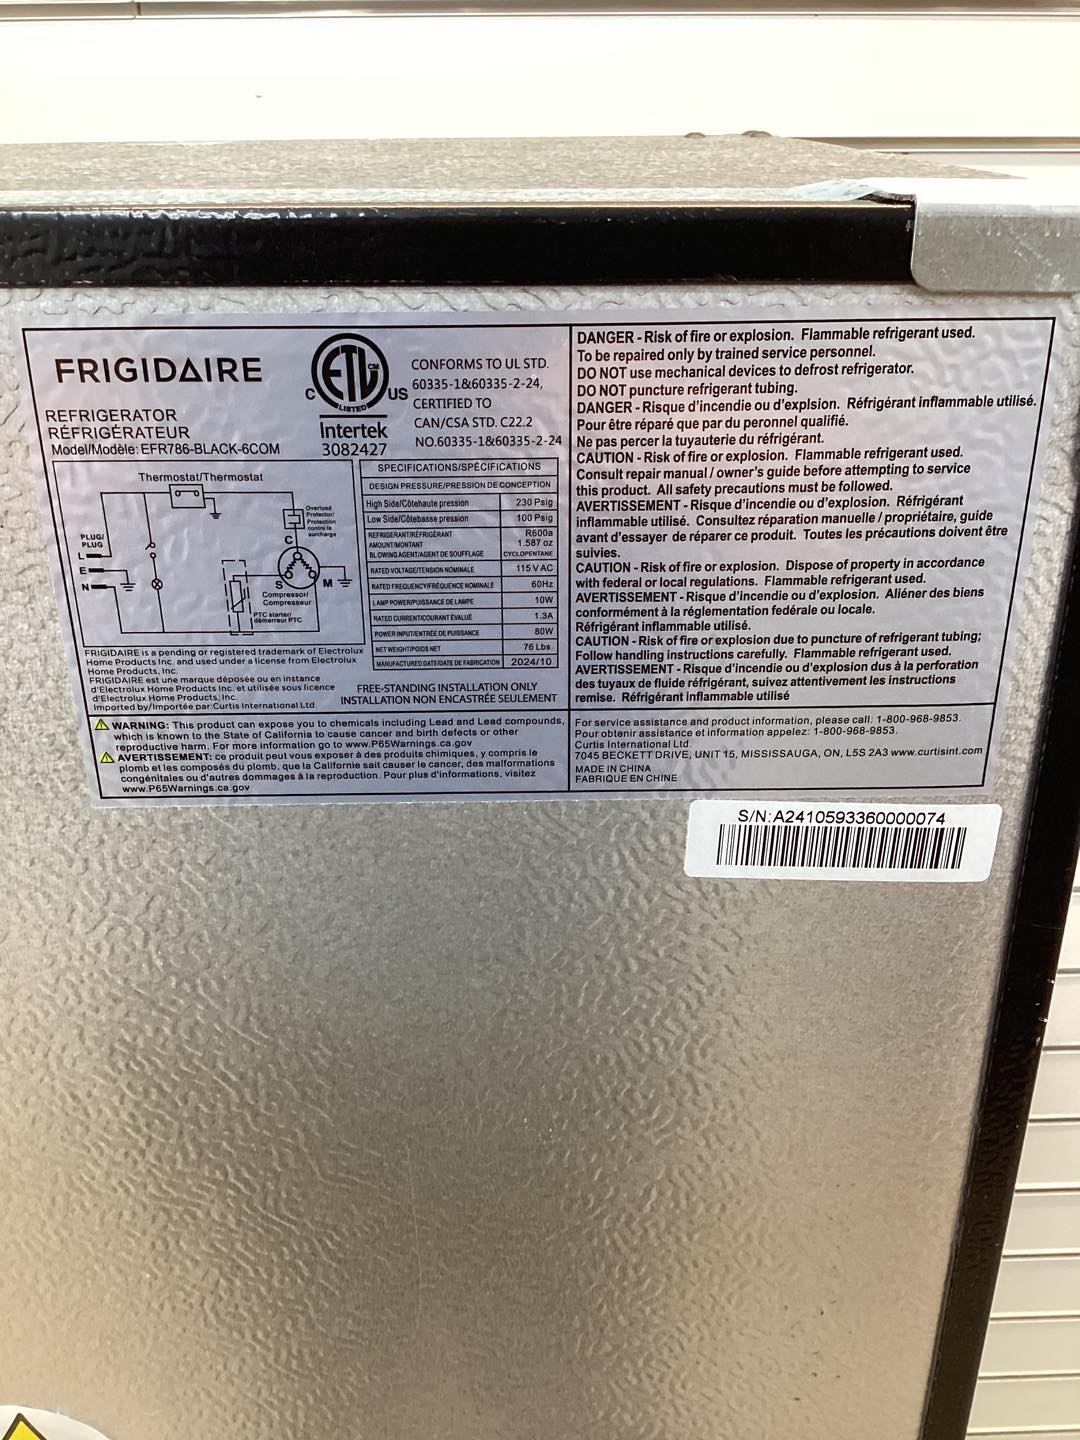 FRIGIDAIRE
REFRIGERATOR
RÉFRIGÉRATEUR
Model/Modèle: EFR786-BLACK-6COM
C ETL CM US
LISTED
Intertek
3082427
CONFORMS TO UL STD.
60335-1&60335-2-24,
CERTIFIED TO
CAN/CSA STD. C22.2
NO.60335-1&60335-2-24
Thermostat/Thermostat
PLUG/
PLUG
L
E
N
Overload
Protector/
Protection
contre la
surcharge
C
S
M
Compressor/
Compresseur
PTC starter/
démarreur PTC
SPECIFICATIONS/SPÉCIFICATIONS
DESIGN PRESSURE/PRESSION DE CONCEPTION
High Side/Côtehaute pression 230 Psig
Low Side/Côtebasse pression 100 Psig
REFRIGERANT/RÉFRIGÉRANT R600a
AMOUNT/MONTANT 1.587 oz
BLOWING AGENT/AGENT DE SOUFFLAGE CYCLOPENTANE
RATED VOLTAGE/TENSION NOMINALE 115 V AC
RATED FREQUENCY/FRÉQUENCE NOMINALE 60Hz
LAMP POWER/PUISSANCE DE LAMPE 10W
RATED CURRENT/COURANT ÉVALUÉ 1.3A
POWER INPUT/ENTRÉE DE PUISSANCE 80W
NET WEIGHT/POIDS NET 76 Lbs
MANUFACTURED DATE/DATE DE FABRICATION 2024/10
FRIGIDAIRE is a pending or registered trademark of Electrolux
Home Products Inc. and used under a license from Electrolux
Home Products, Inc.
FRIGIDAIRE est une marque déposée ou en instance
d'Electrolux Home Products Inc. et utilisée sous licence
d'Electrolux Home Products, Inc.
Imported by/Importée par:Curtis International Ltd.
FREE-STANDING INSTALLATION ONLY
INSTALLATION NON ENCASTRÉE SEULEMENT
DANGER - Risk of fire or explosion. Flammable refrigerant used.
To be repaired only by trained service personnel.
DO NOT use mechanical devices to defrost refrigerator.
DO NOT puncture refrigerant tubing.
DANGER - Risque d'incendie ou d'explsion. Réfrigérant inflammable utilisé.
Pour être réparé que par du peronnel qualifié.
Ne pas percer la tuyauterie du réfrigérant.
CAUTION - Risk of fire or explosion. Flammable refrigerant used.
Consult repair manual / owner's guide before attempting to service
this product. All safety precautions must be followed.
AVERTISSEMENT - Risque d'incendie ou d'explosion. Réfrigérant
inflammable utilisé. Consultez réparation manuelle / propriétaire, guide
avant d'essayer de réparer ce produit. Toutes les précautions doivent être
suivies.
CAUTION - Risk of fire or explosion. Dispose of property in accordance
with federal or local regulations. Flammable refrigerant used.
AVERTISSEMENT - Risque d'incendie ou d'explosion. Aliéner des biens
conformément à la réglementation fédérale ou locale.
Réfrigérant inflammable utilisé.
CAUTION - Risk of fire or explosion due to puncture of refrigerant tubing;
Follow handling instructions carefully. Flammable refrigerant used.
AVERTISSEMENT - Risque d'incendie ou d'explosion dus à la perforation
des tuyaux de fluide réfrigérant, suivez attentivement les instructions
remise. Réfrigérant inflammable utilisé
WARNING: This product can expose you to chemicals including Lead and Lead compounds,
which is known to the State of California to cause cancer and birth defects or other
reproductive harm. For more information go to www.P65Warnings.ca.gov
AVERTISSEMENT: ce produit peut vous exposer à des produits chimiques, y compris le
plomb et les composés du plomb, que la Californie sait causer le cancer, des malformations
congénitales ou d'autres dommages à la reproduction. Pour plus d'informations, visitez
www.P65Warnings.ca.gov
For service assistance and product information, please call: 1-800-968-9853.
Pour obtenir assistance et information appelez: 1-800-968-9853.
Curtis International Ltd.
7045 BECKETT DRIVE, UNIT 15, MISSISSAUGA, ON, L5S 2A3 www.curtisint.com
MADE IN CHINA
FABRIQUE EN CHINE
S/N:A2410593360000074